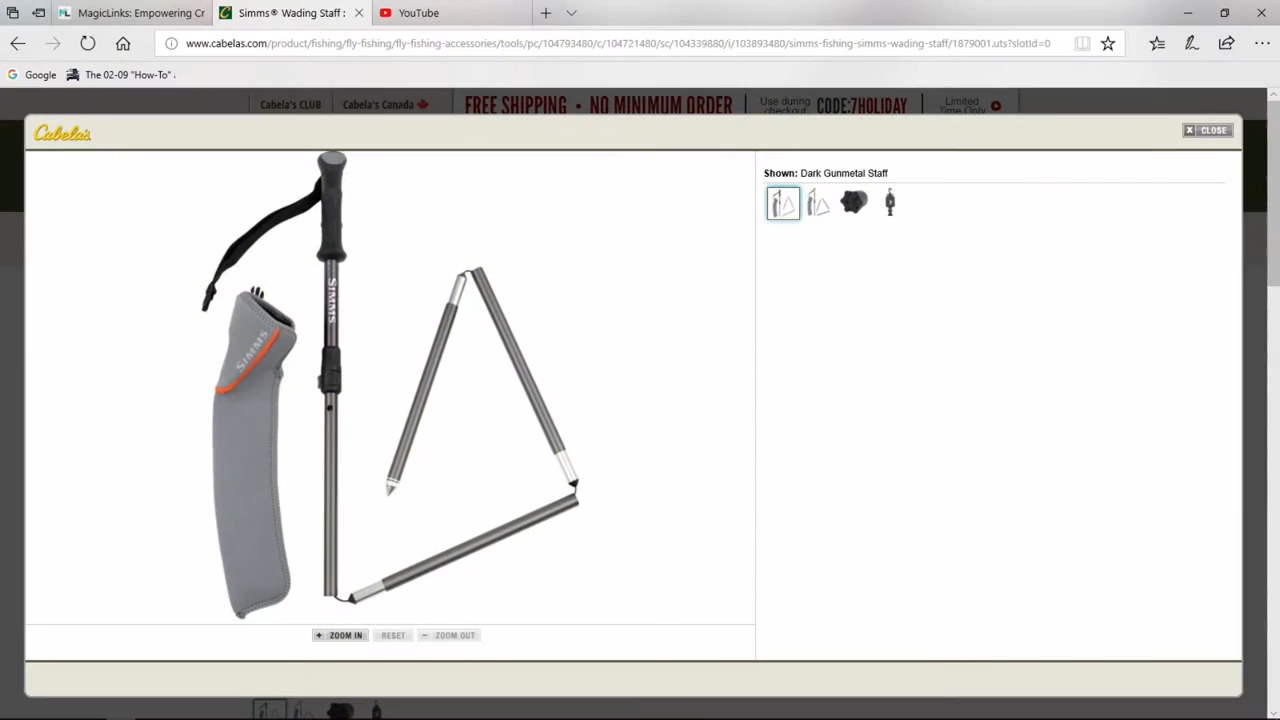 MagicLinks: Empowering Cr
Simms® Wading Staff :
YouTube
www.cabelas.com/product/fishing/fly-fishing/fly-fishing-accessories/tools/pc/104793480/c/104721480/sc/104339880/i/103893480/simms-fishing-simms-wading-staff/1879001.uts?slotId=0
Google
The 02-09 "How-To"
Cabela's CLUB
Cabela's Canada
FREE SHIPPING • NO MINIMUM ORDER
Use during
checkout
CODE:7HOLIDAY
Limited
Time Only
Cabela's
X CLOSE
Shown: Dark Gunmetal Staff
SIMMS
SIMMS
+ ZOOM IN
RESET
− ZOOM OUT